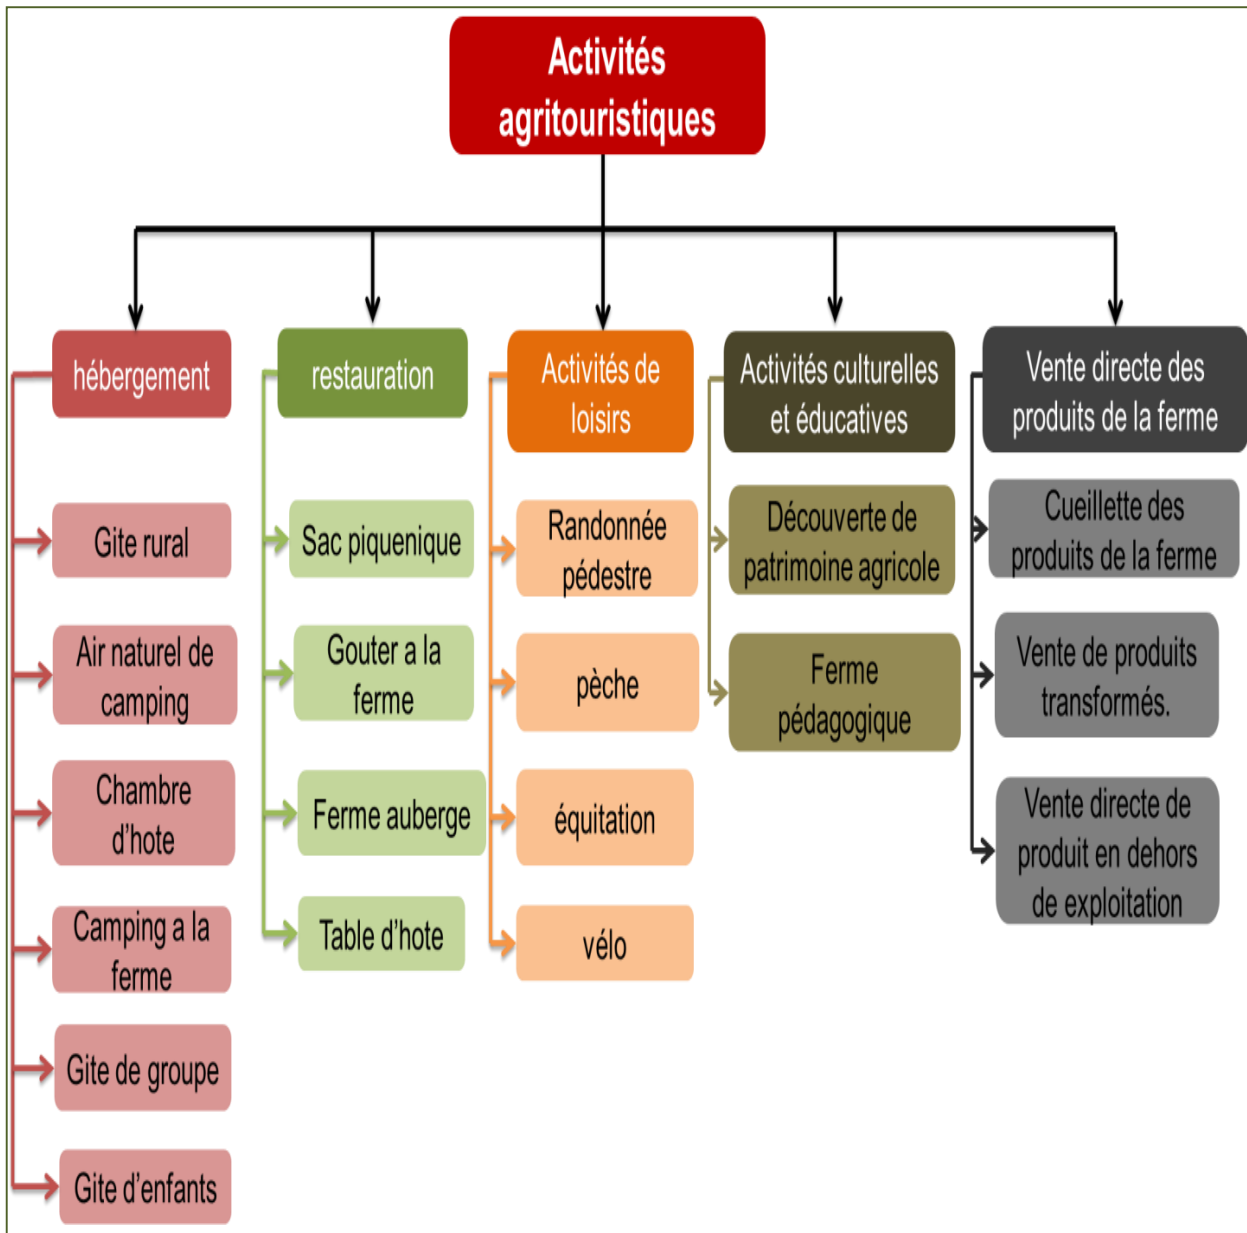 Activités
agritouristiques
hébergement
Gite rural
Air naturel de
camping
Chambre
d'hote
Camping a la
ferme
Gite de groupe
Gite d'enfants
restauration
Sac piquenique
Gouter a la
ferme
Ferme auberge
Table d'hote
Activités de
loisirs
Randonnée
pédestre
pèche
équitation
vélo
Activités culturelles
et éducatives
Découverte de
patrimoine agricole
Ferme
pédagogique
Vente directe des
produits de la ferme
Cueillette des
produits de la ferme
Vente de produits
transformés.
Vente directe de
produit en dehors
de exploitation